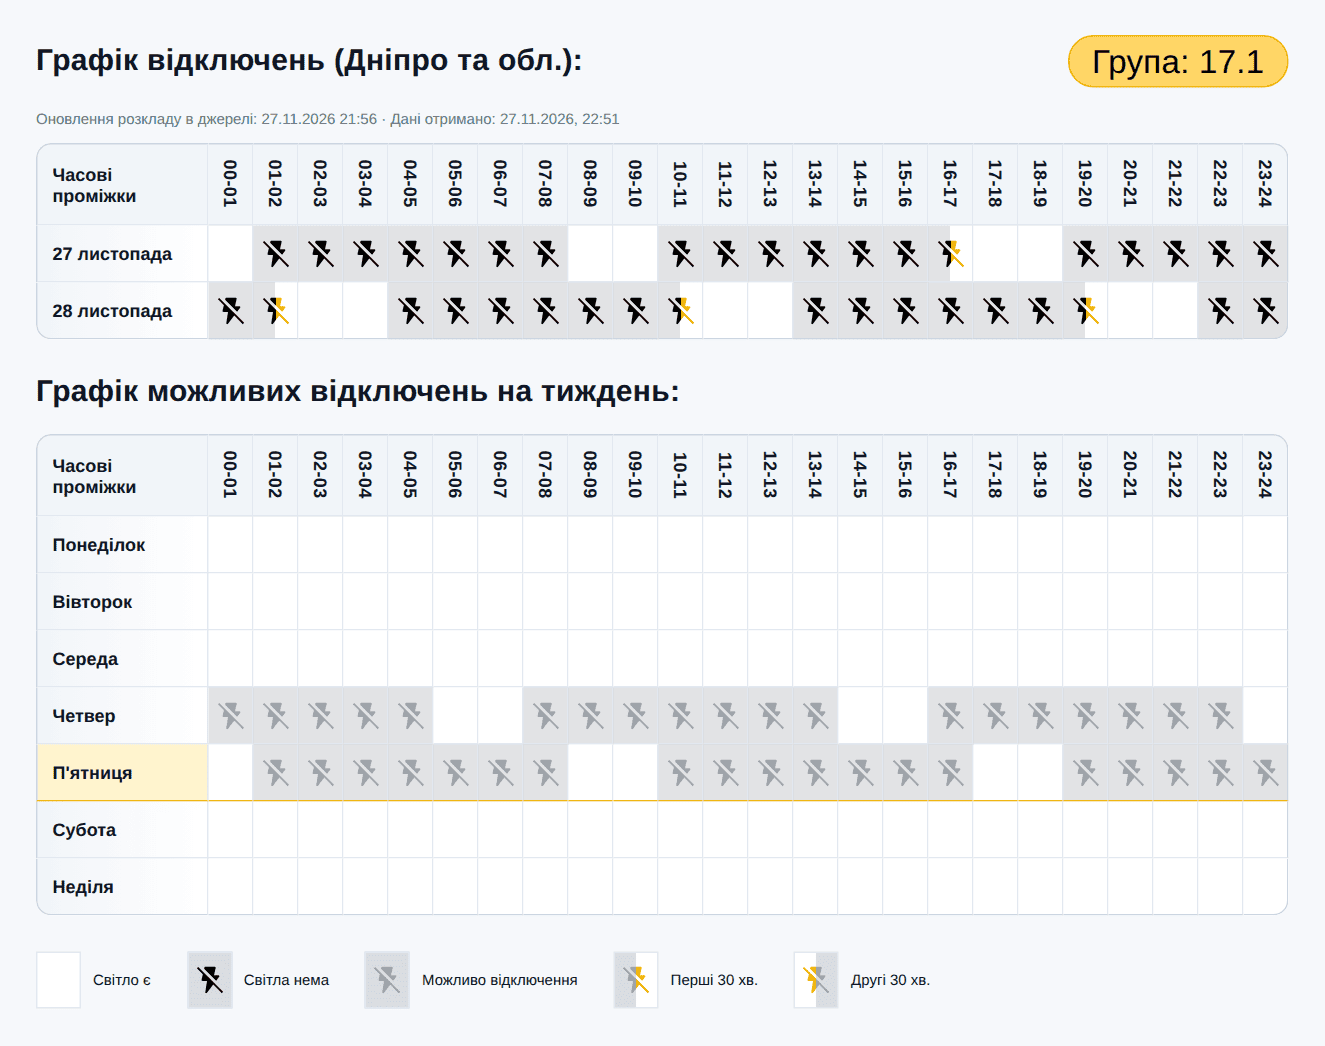 Графік відключень (Дніпро та обл.):
Група: 17.1
Оновлення розкладу в джерелі: 27.11.2026 21:56 · Дані отримано: 27.11.2026, 22:51
Часові проміжки 00-01 01-02 02-03 03-04 04-05 05-06 06-07 07-08 08-09 09-10 10-11 11-12 12-13 13-14 14-15 15-16 16-17 17-18 18-19 19-20 20-21 21-22 22-23 23-24
27 листопада
28 листопада
Графік можливих відключень на тиждень:
Часові проміжки 00-01 01-02 02-03 03-04 04-05 05-06 06-07 07-08 08-09 09-10 10-11 11-12 12-13 13-14 14-15 15-16 16-17 17-18 18-19 19-20 20-21 21-22 22-23 23-24
Понеділок
Вівторок
Середа
Четвер
П'ятниця
Субота
Неділя
Світло є Світла нема Можливо відключення Перші 30 хв. Другі 30 хв.